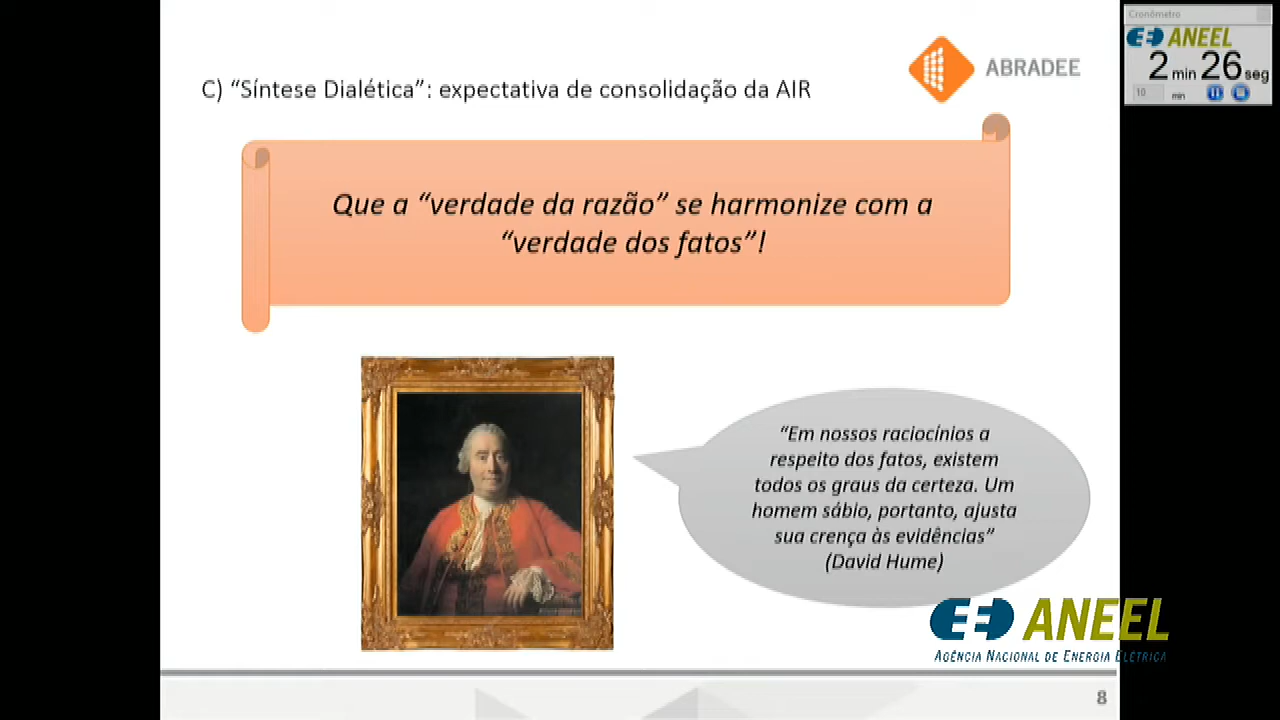 Cronômetro
ANEEL
2 min 26 seg
10 min
ABRADEE
C) “Síntese Dialética”: expectativa de consolidação da AIR
Que a “verdade da razão” se harmonize com a
“verdade dos fatos”!
“Em nossos raciocínios a
respeito dos fatos, existem
todos os graus da certeza. Um
homem sábio, portanto, ajusta
sua crença às evidências”
(David Hume)
ANEEL
AGÊNCIA NACIONAL DE ENERGIA ELÉTRICA
8